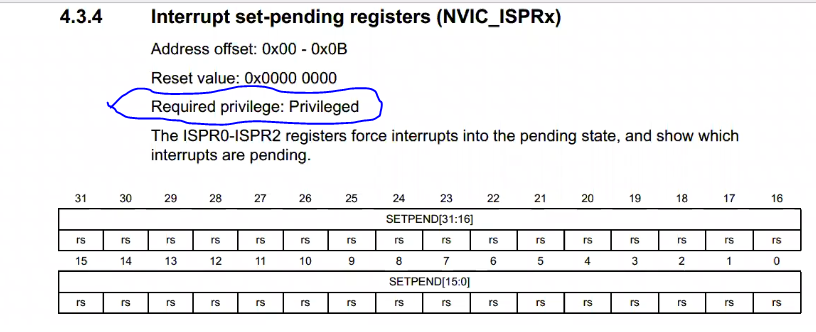 4.3.4 Interrupt set-pending registers (NVIC_ISPRx)
Address offset: 0x00 - 0x0B
Reset value: 0x0000 0000
Required privilege: Privileged
The ISPR0-ISPR2 registers force interrupts into the pending state, and show which
interrupts are pending.
31 30 29 28 27 26 25 24 23 22 21 20 19 18 17 16
SETPEND[31:16]
rs rs rs rs rs rs rs rs rs rs rs rs rs rs rs rs
15 14 13 12 11 10 9 8 7 6 5 4 3 2 1 0
SETPEND[15:0]
rs rs rs rs rs rs rs rs rs rs rs rs rs rs rs rs